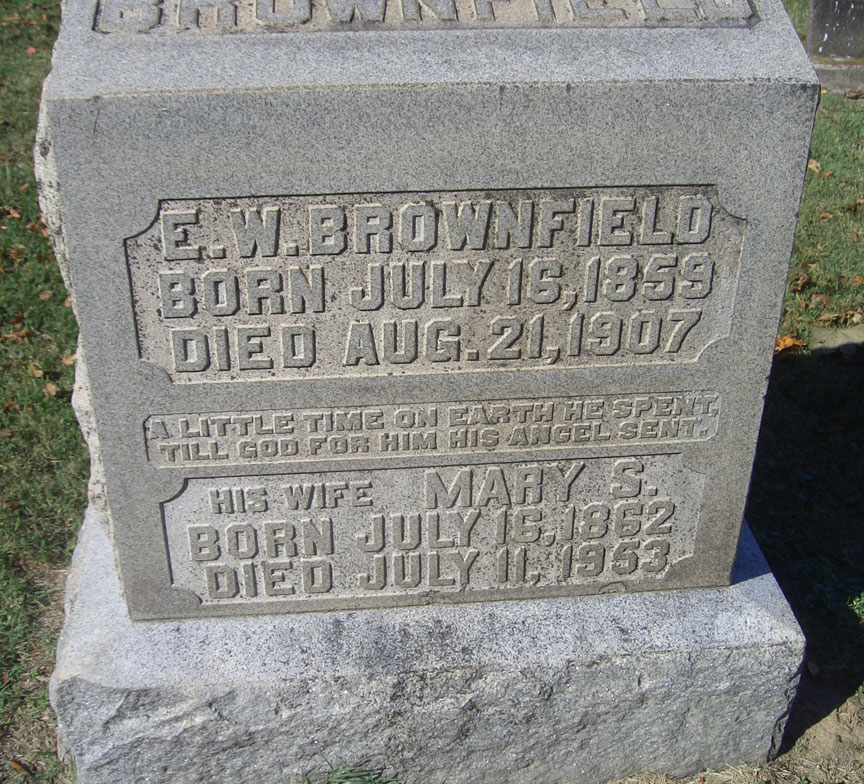 BROWNFIELD
E.W. BROWNFIELD
BORN JULY 16, 1859
DIED AUG. 21, 1907
A LITTLE TIME ON EARTH HE SPENT,
TILL GOD FOR HIM HIS ANGEL SENT.
HIS WIFE MARY S.
BORN JULY 16, 1862
DIED JULY 11, 1953